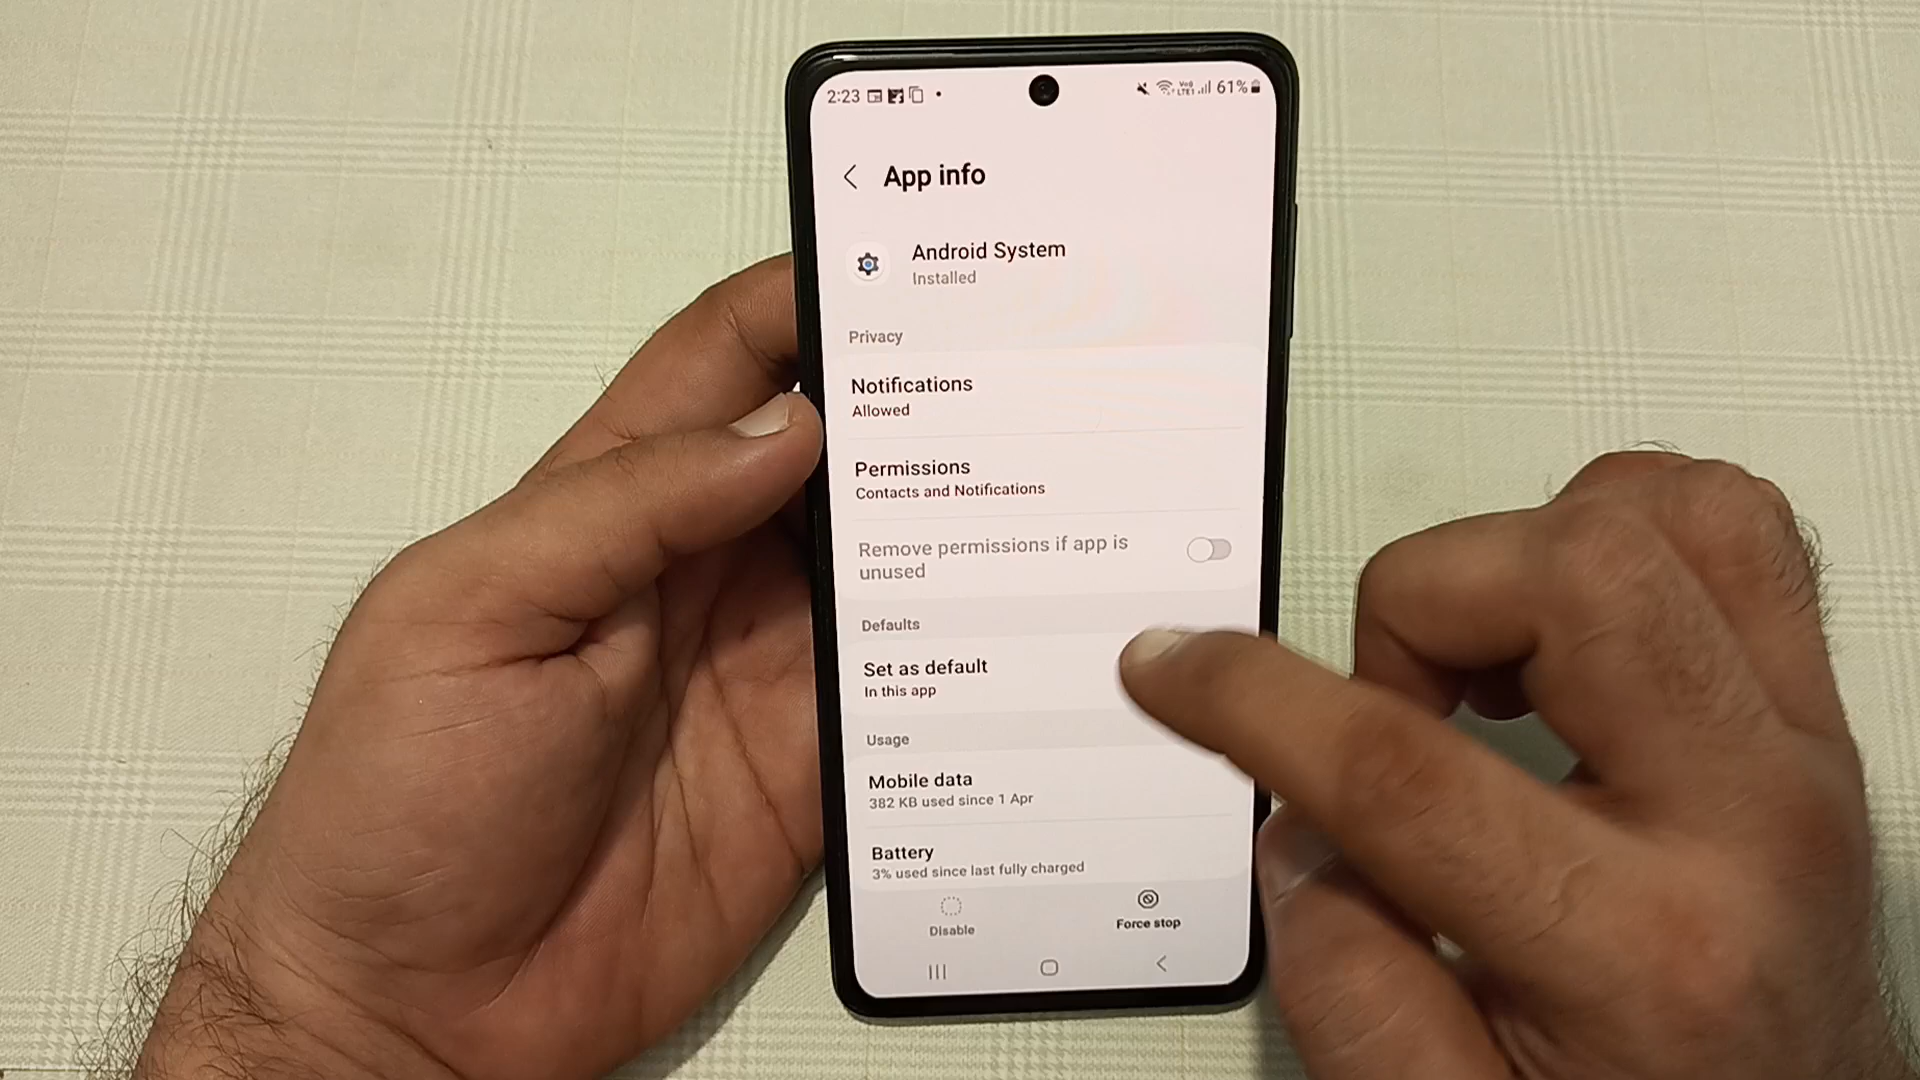 2:23
61%
App info
Android System
Installed
Privacy
Notifications
Allowed
Permissions
Contacts and Notifications
Remove permissions if app is
unused
Defaults
Set as default
In this app
Usage
Mobile data
382 KB used since 1 Apr
Battery
3% used since last fully charged
Disable
Force stop